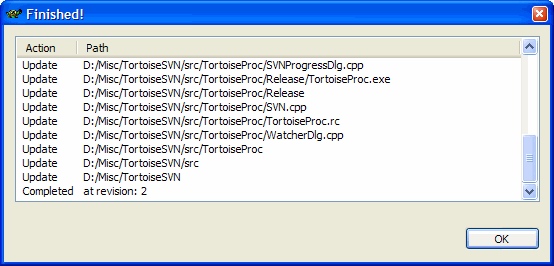 Finished!
Action Path
Update D:/Misc/TortoiseSVN/src/TortoiseProc/SVNProgressDlg.cpp
Update D:/Misc/TortoiseSVN/src/TortoiseProc/Release/TortoiseProc.exe
Update D:/Misc/TortoiseSVN/src/TortoiseProc/Release
Update D:/Misc/TortoiseSVN/src/TortoiseProc/SVN.cpp
Update D:/Misc/TortoiseSVN/src/TortoiseProc/TortoiseProc.rc
Update D:/Misc/TortoiseSVN/src/TortoiseProc/WatcherDlg.cpp
Update D:/Misc/TortoiseSVN/src/TortoiseProc
Update D:/Misc/TortoiseSVN/src
Update D:/Misc/TortoiseSVN
Completed at revision: 2
OK